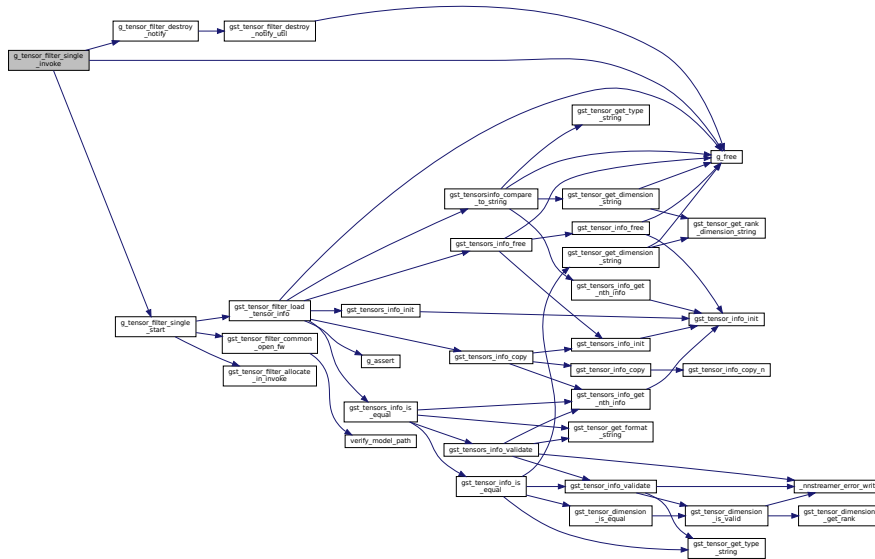 g_tensor_filter_destroy
_notify
gst_tensor_filter_destroy
_notify_util
g_tensor_filter_single
_invoke
gst_tensor_get_type
_string
g_free
gst_tensorsinfo_compare
_to_string
gst_tensor_get_dimension
_string
gst_tensor_info_free
gst_tensor_get_rank
_dimension_string
gst_tensors_info_free
gst_tensor_get_dimension
_string
gst_tensors_info_get
_nth_info
gst_tensor_filter_load
_tensor_info
gst_tensors_info_init
gst_tensor_info_init
g_tensor_filter_single
_start
gst_tensor_filter_common
_open_fw
gst_tensors_info_init
g_assert
gst_tensors_info_copy
gst_tensor_info_copy
gst_tensor_info_copy_n
gst_tensor_filter_allocate
_in_invoke
gst_tensors_info_get
_nth_info
gst_tensors_info_is
_equal
gst_tensor_get_format
_string
verify_model_path
gst_tensors_info_validate
gst_tensor_info_is
_equal
gst_tensor_info_validate
_nnstreamer_error_write
gst_tensor_dimension
_is_equal
gst_tensor_dimension
_is_valid
gst_tensor_dimension
_get_rank
gst_tensor_get_type
_string